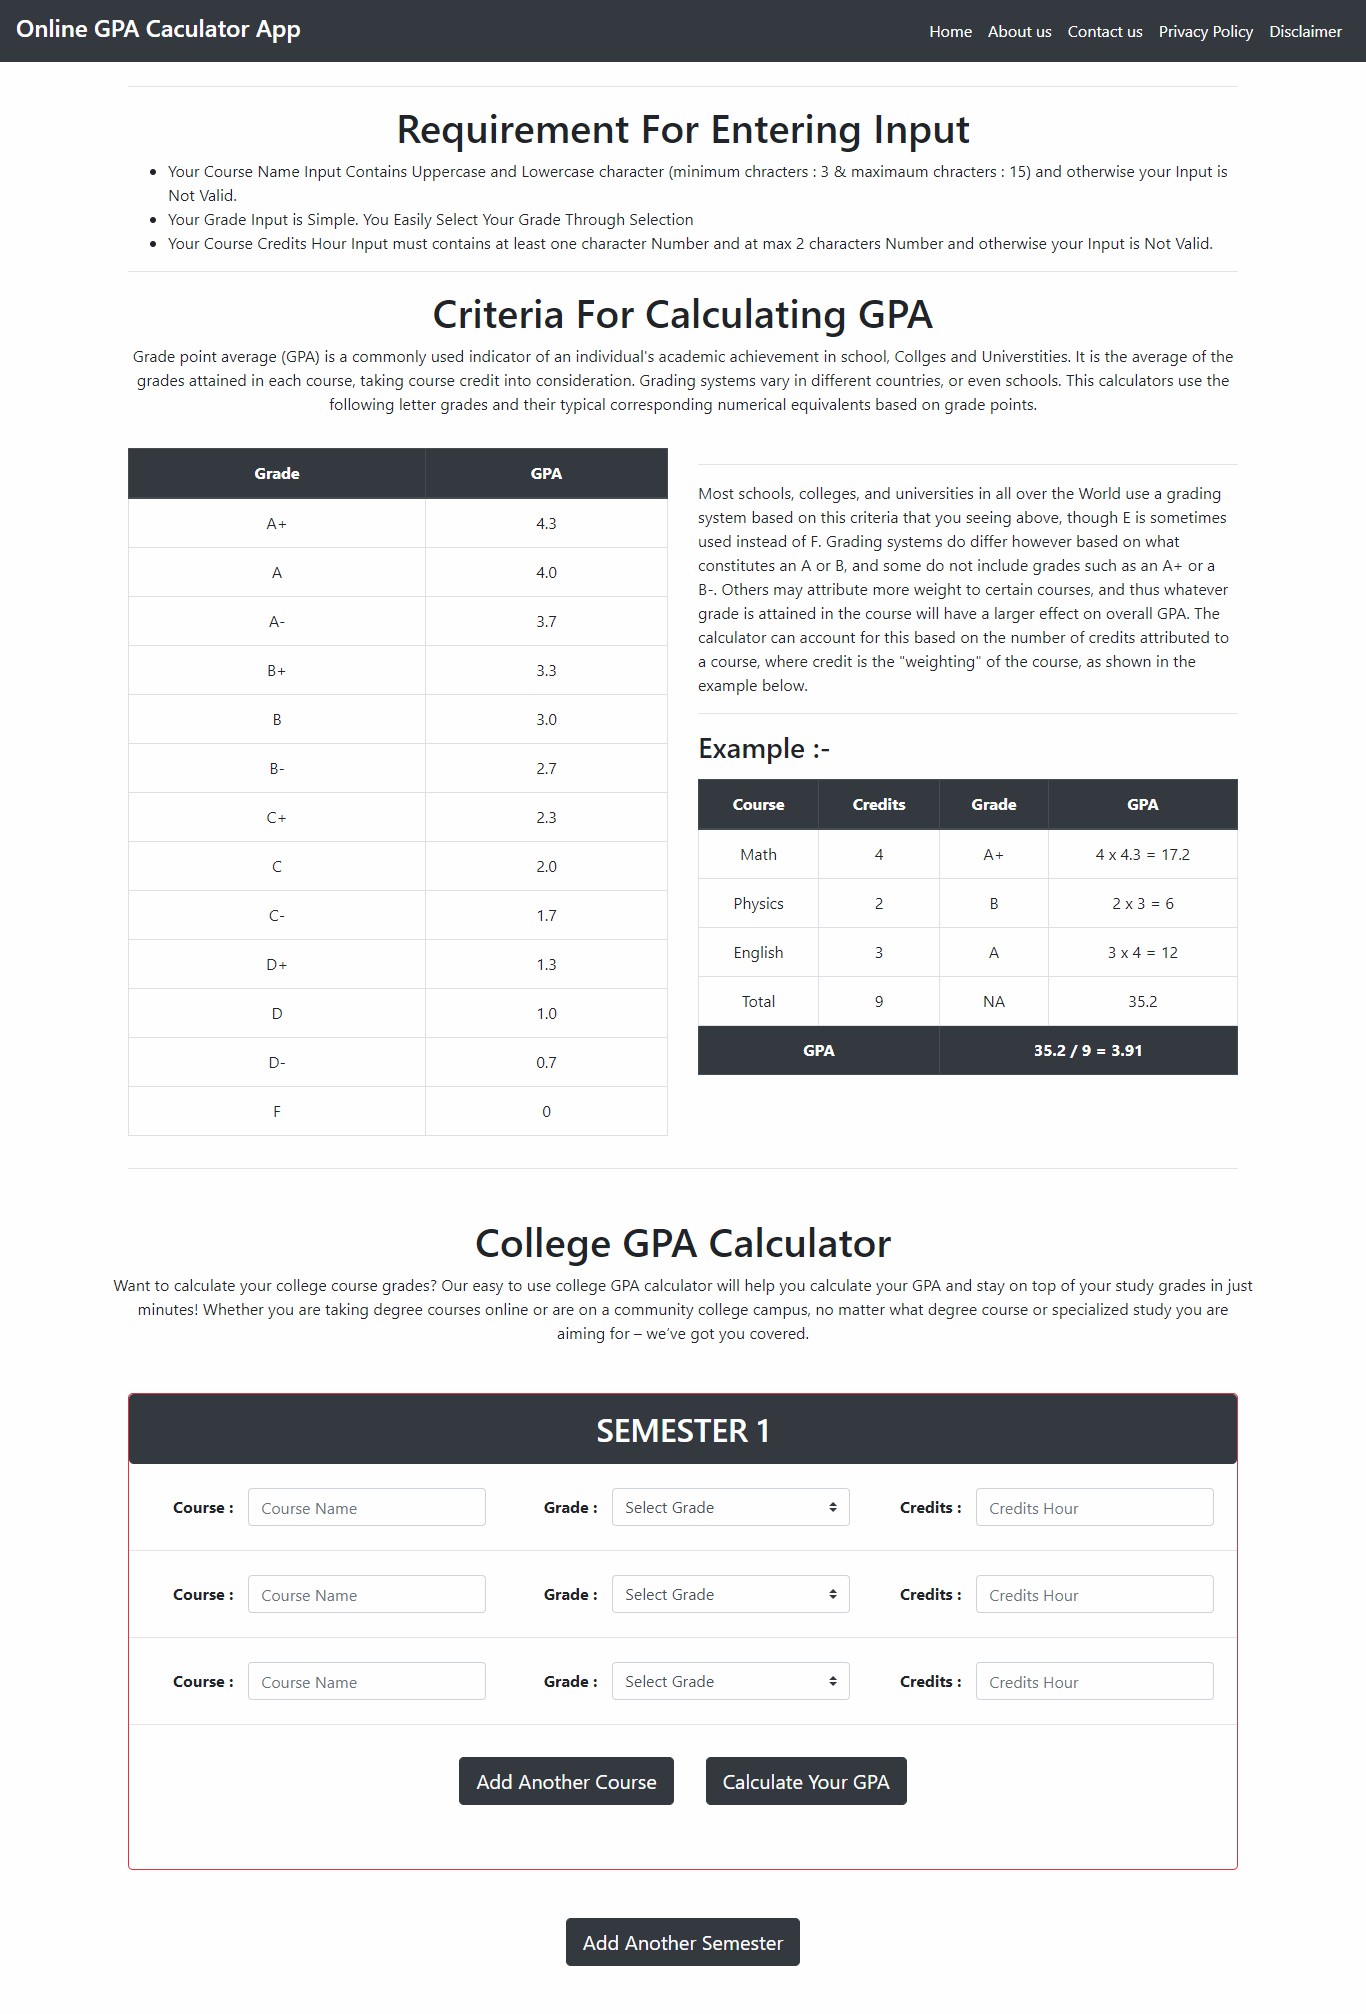 Online GPA Caculator App
Home About us Contact us Privacy Policy Disclaimer
Requirement For Entering Input
• Your Course Name Input Contains Uppercase and Lowercase character (minimum chracters : 3 & maximaum chracters : 15) and otherwise your Input is
Not Valid.
• Your Grade Input is Simple. You Easily Select Your Grade Through Selection
• Your Course Credits Hour Input must contains at least one character Number and at max 2 characters Number and otherwise your Input is Not Valid.
Criteria For Calculating GPA
Grade point average (GPA) is a commonly used indicator of an individual's academic achievement in school, Collges and Universtities. It is the average of the
grades attained in each course, taking course credit into consideration. Grading systems vary in different countries, or even schools. This calculators use the
following letter grades and their typical corresponding numerical equivalents based on grade points.
Grade GPA
A+ 4.3
A 4.0
A- 3.7
B+ 3.3
B 3.0
B- 2.7
C+ 2.3
C 2.0
C- 1.7
D+ 1.3
D 1.0
D- 0.7
F 0
Most schools, colleges, and universities in all over the World use a grading
system based on this criteria that you seeing above, though E is sometimes
used instead of F. Grading systems do differ however based on what
constitutes an A or B, and some do not include grades such as an A+ or a
B-. Others may attribute more weight to certain courses, and thus whatever
grade is attained in the course will have a larger effect on overall GPA. The
calculator can account for this based on the number of credits attributed to
a course, where credit is the "weighting" of the course, as shown in the
example below.
Example :-
Course Credits Grade GPA
Math 4 A+ 4 x 4.3 = 17.2
Physics 2 B 2 x 3 = 6
English 3 A 3 x 4 = 12
Total 9 NA 35.2
GPA 35.2 / 9 = 3.91
College GPA Calculator
Want to calculate your college course grades? Our easy to use college GPA calculator will help you calculate your GPA and stay on top of your study grades in just
minutes! Whether you are taking degree courses online or are on a community college campus, no matter what degree course or specialized study you are
aiming for – we’ve got you covered.
SEMESTER 1
Course : Course Name Grade : Select Grade Credits : Credits Hour
Course : Course Name Grade : Select Grade Credits : Credits Hour
Course : Course Name Grade : Select Grade Credits : Credits Hour
Add Another Course Calculate Your GPA
Add Another Semester